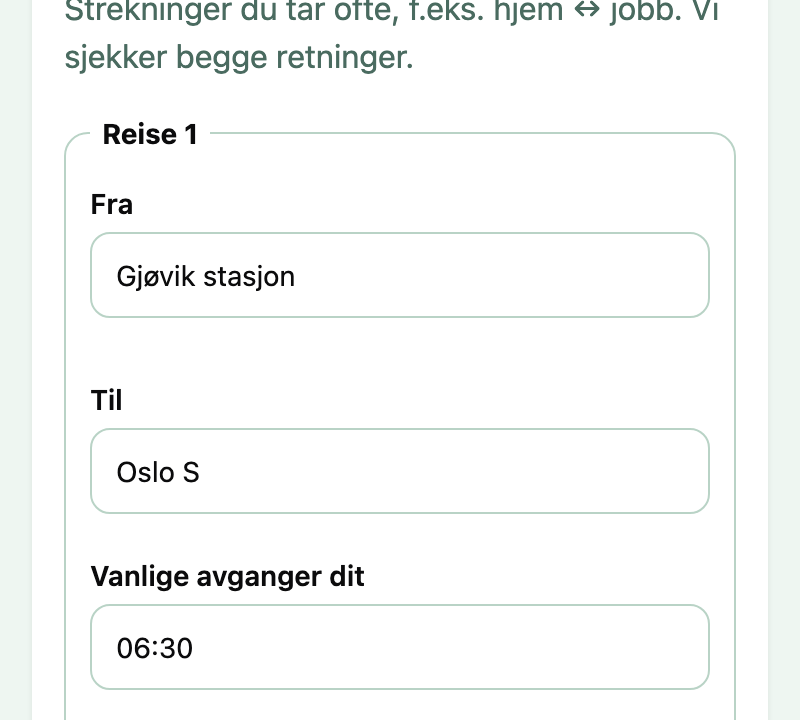 Strekninger du tar ofte, f.eks. hjem ↔ jobb. Vi
sjekker begge retninger.
Reise 1
Fra
Gjøvik stasjon
Til
Oslo S
Vanlige avganger dit
06:30